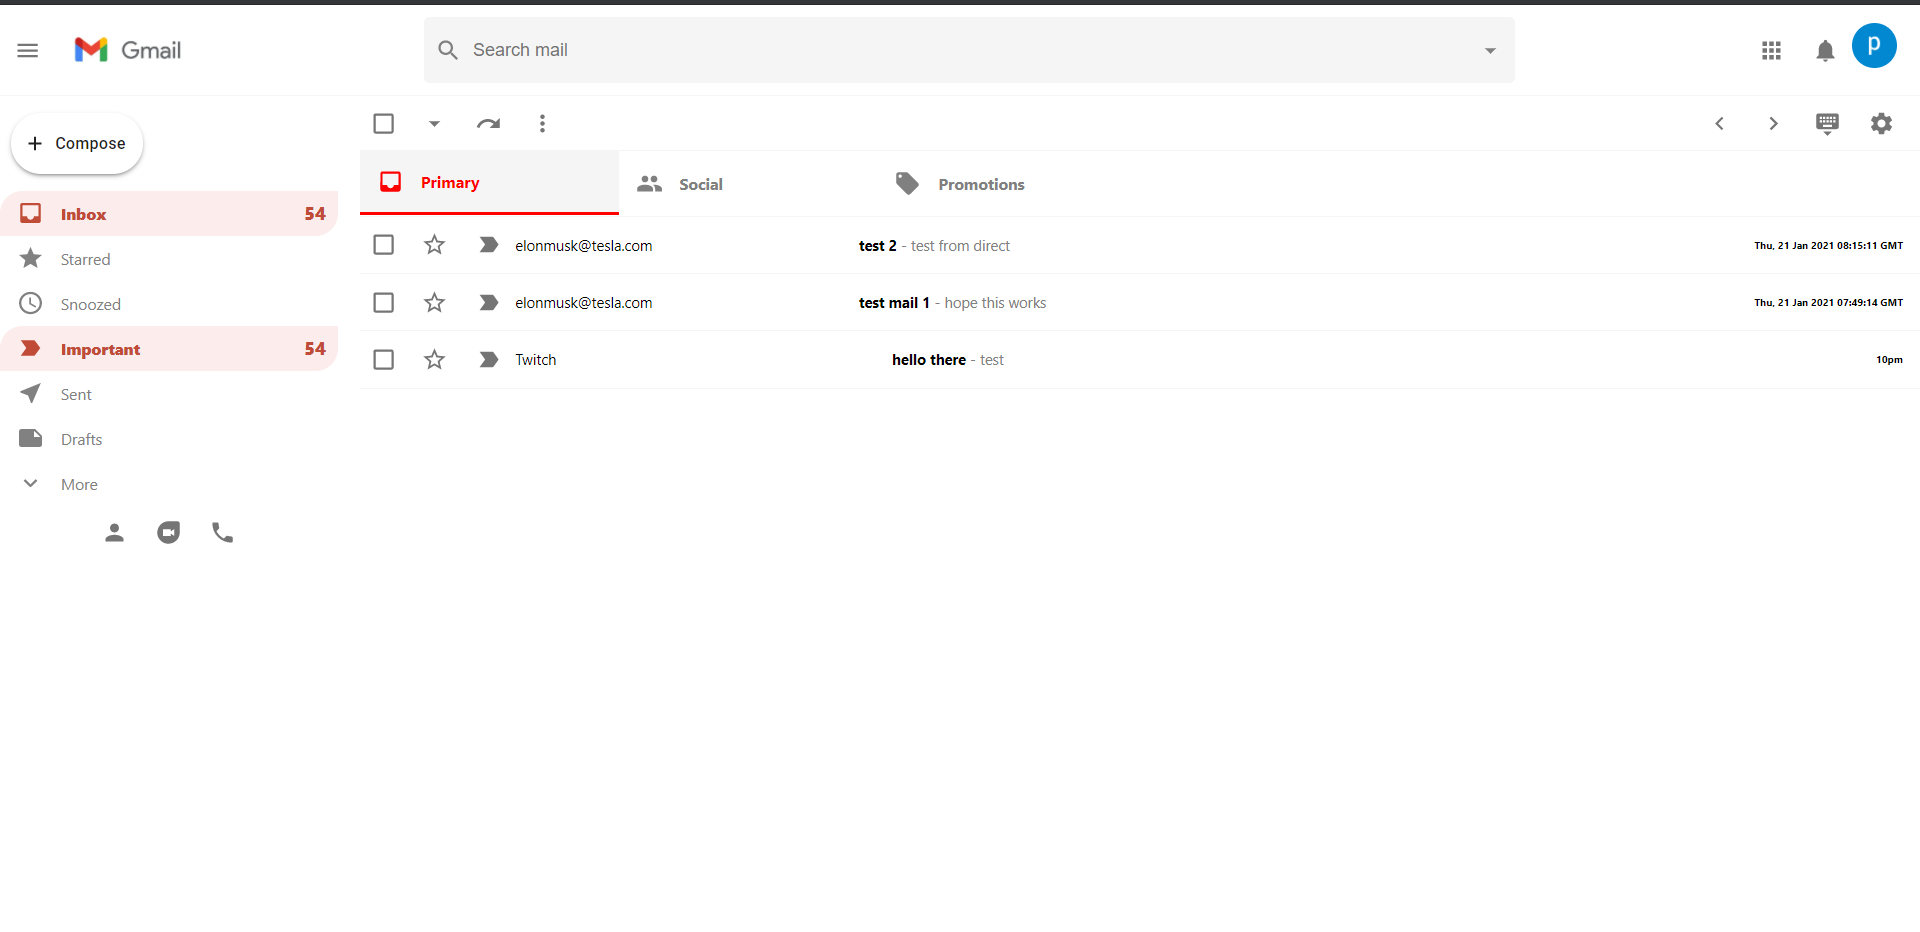 Gmail
Search mail
p
Compose
Inbox 54
Starred
Snoozed
Important 54
Sent
Drafts
More
Primary
Social
Promotions
elonmusk@tesla.com test 2 - test from direct Thu, 21 Jan 2021 08:15:11 GMT
elonmusk@tesla.com test mail 1 - hope this works Thu, 21 Jan 2021 07:49:14 GMT
Twitch hello there - test 10pm